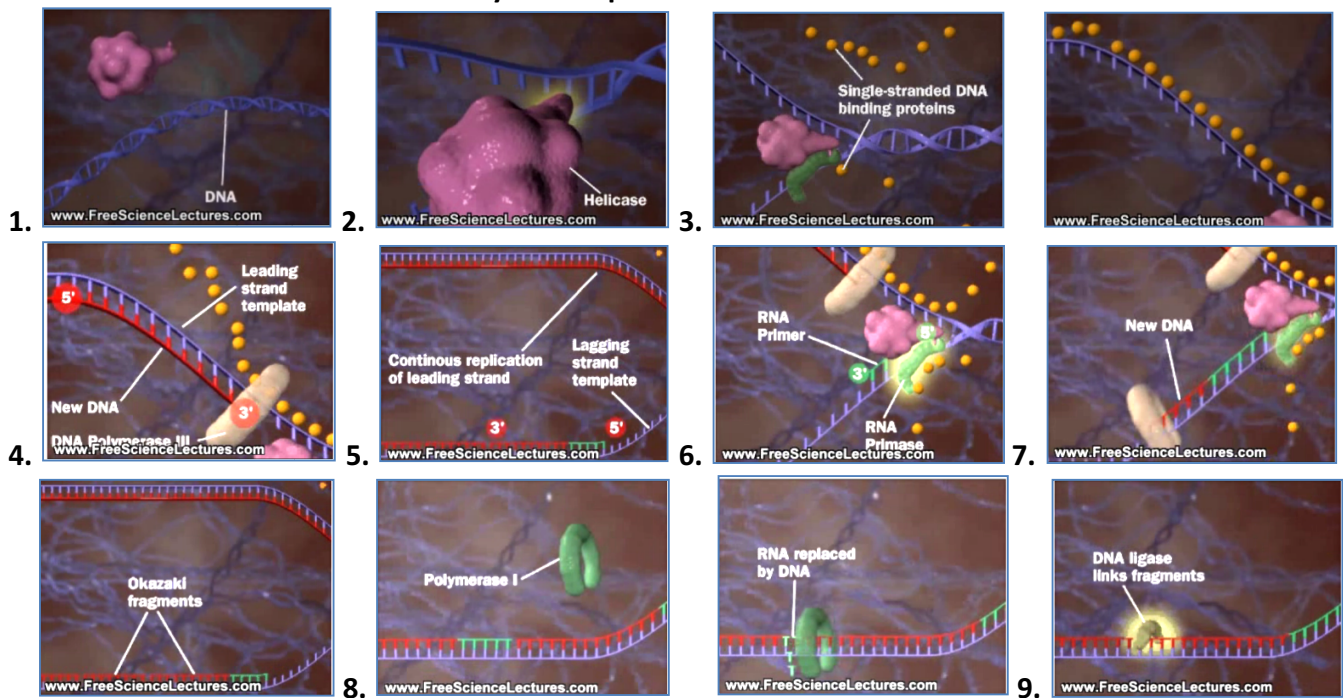 DNA
1. www.FreeScienceLectures.com
Helicase
2. www.FreeScienceLectures.com
Single-stranded DNA
binding proteins
3. www.FreeScienceLectures.com
www.FreeScienceLectures.com
Leading
strand
template
5'
New DNA
3'
DNA Polymerase III
4. www.FreeScienceLectures.com
Continous replication
of leading strand
Lagging
strand
template
3'
5'
5. www.FreeScienceLectures.com
RNA
Primer
5'
3'
RNA
Primase
6. www.FreeScienceLectures.com
New DNA
7. www.FreeScienceLectures.com
Okazaki
fragments
www.FreeScienceLectures.com
Polymerase I
8. www.FreeScienceLectures.com
RNA replaced
by DNA
T
T
T
www.FreeScienceLectures.com
DNA ligase
links fragments
9. www.FreeScienceLectures.com